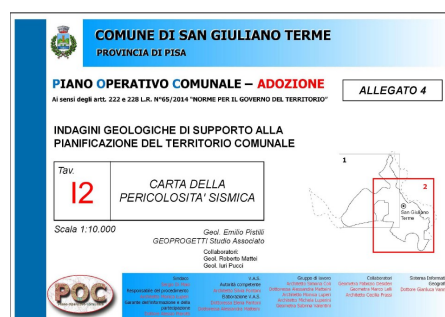 COMUNE DI SAN GIULIANO TERME
PROVINCIA DI PISA
PIANO OPERATIVO COMUNALE – ADOZIONE
Ai sensi degli artt. 222 e 228 L.R. N°65/2014 "NORME PER IL GOVERNO DEL TERRITORIO"
ALLEGATO 4
INDAGINI GEOLOGICHE DI SUPPORTO ALLA
PIANIFICAZIONE DEL TERRITORIO COMUNALE
Tav.
I2
CARTA DELLA
PERICOLOSITA' SISMICA
1
2
San Giuliano
Terme
Scala 1:10.000
Geol. Emilio Pistilli
GEOPROGETTI Studio Associato
Collaboratori:
Geol. Roberto Mattei
Geol. Iuri Pucci
POC
Sindaco
Responsabile del procedimento
Garante dell'informazione e della
partecipazione
V.A.S.
Autorità competente
Elaborazione V.A.S.
Gruppo di lavoro
Collaboratori
Sistema Informat